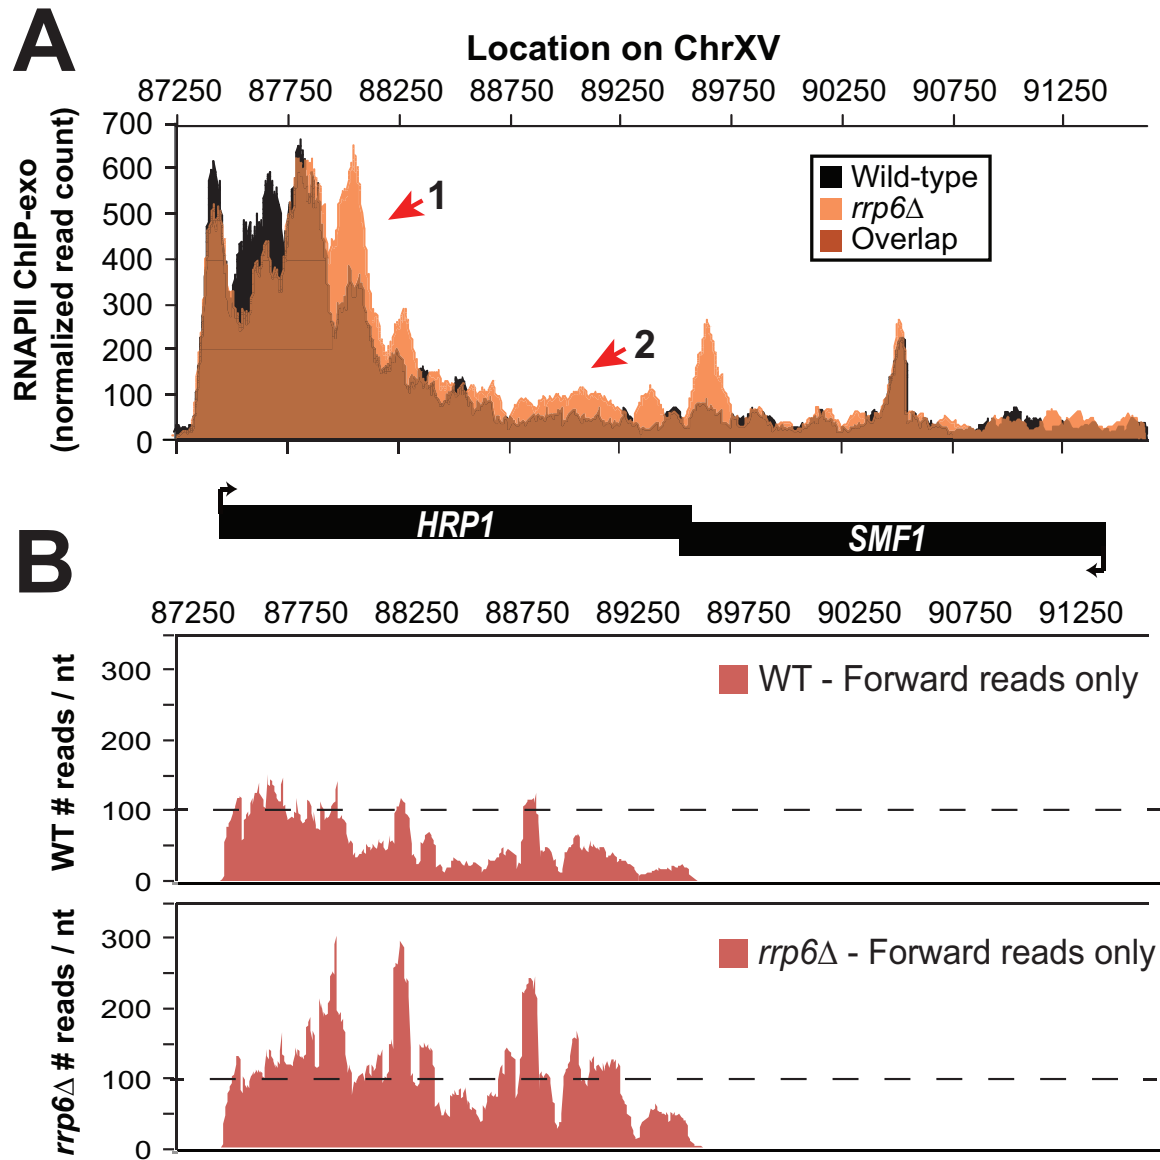 A
Location on ChrXV
87250 87750 88250 88750 89250 89750 90250 90750 91250
RNAPII ChIP-exo
(normalized read count)
700
600
500
400
300
200
100
0
1
2
Wild-type
rrp6Δ
Overlap
HRP1
SMF1
B
87250 87750 88250 88750 89250 89750 90250 90750 91250
WT # reads / nt
300
200
100
0
WT - Forward reads only
rrp6Δ # reads / nt
300
200
100
0
rrp6Δ - Forward reads only